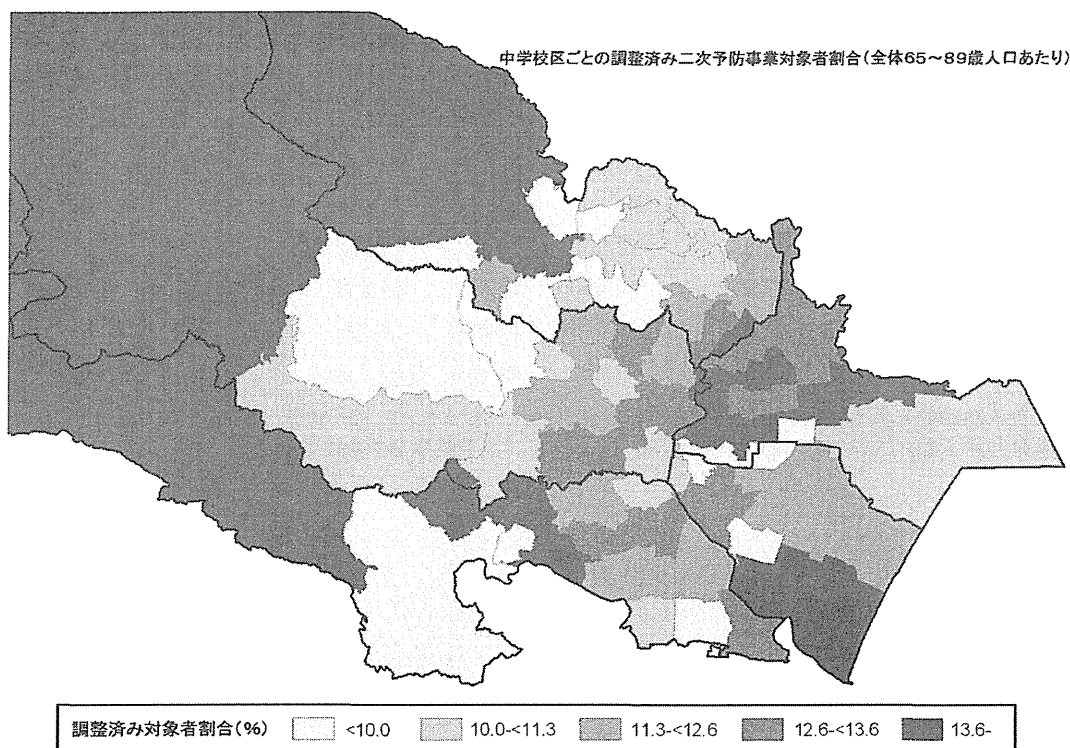 中学校区ごとの調整済み二次予防事業対象者割合(全体65～89歳人口あたり)
調整済み対象者割合(%) <10.0 10.0-<11.3 11.3-<12.6 12.6-<13.6 13.6-